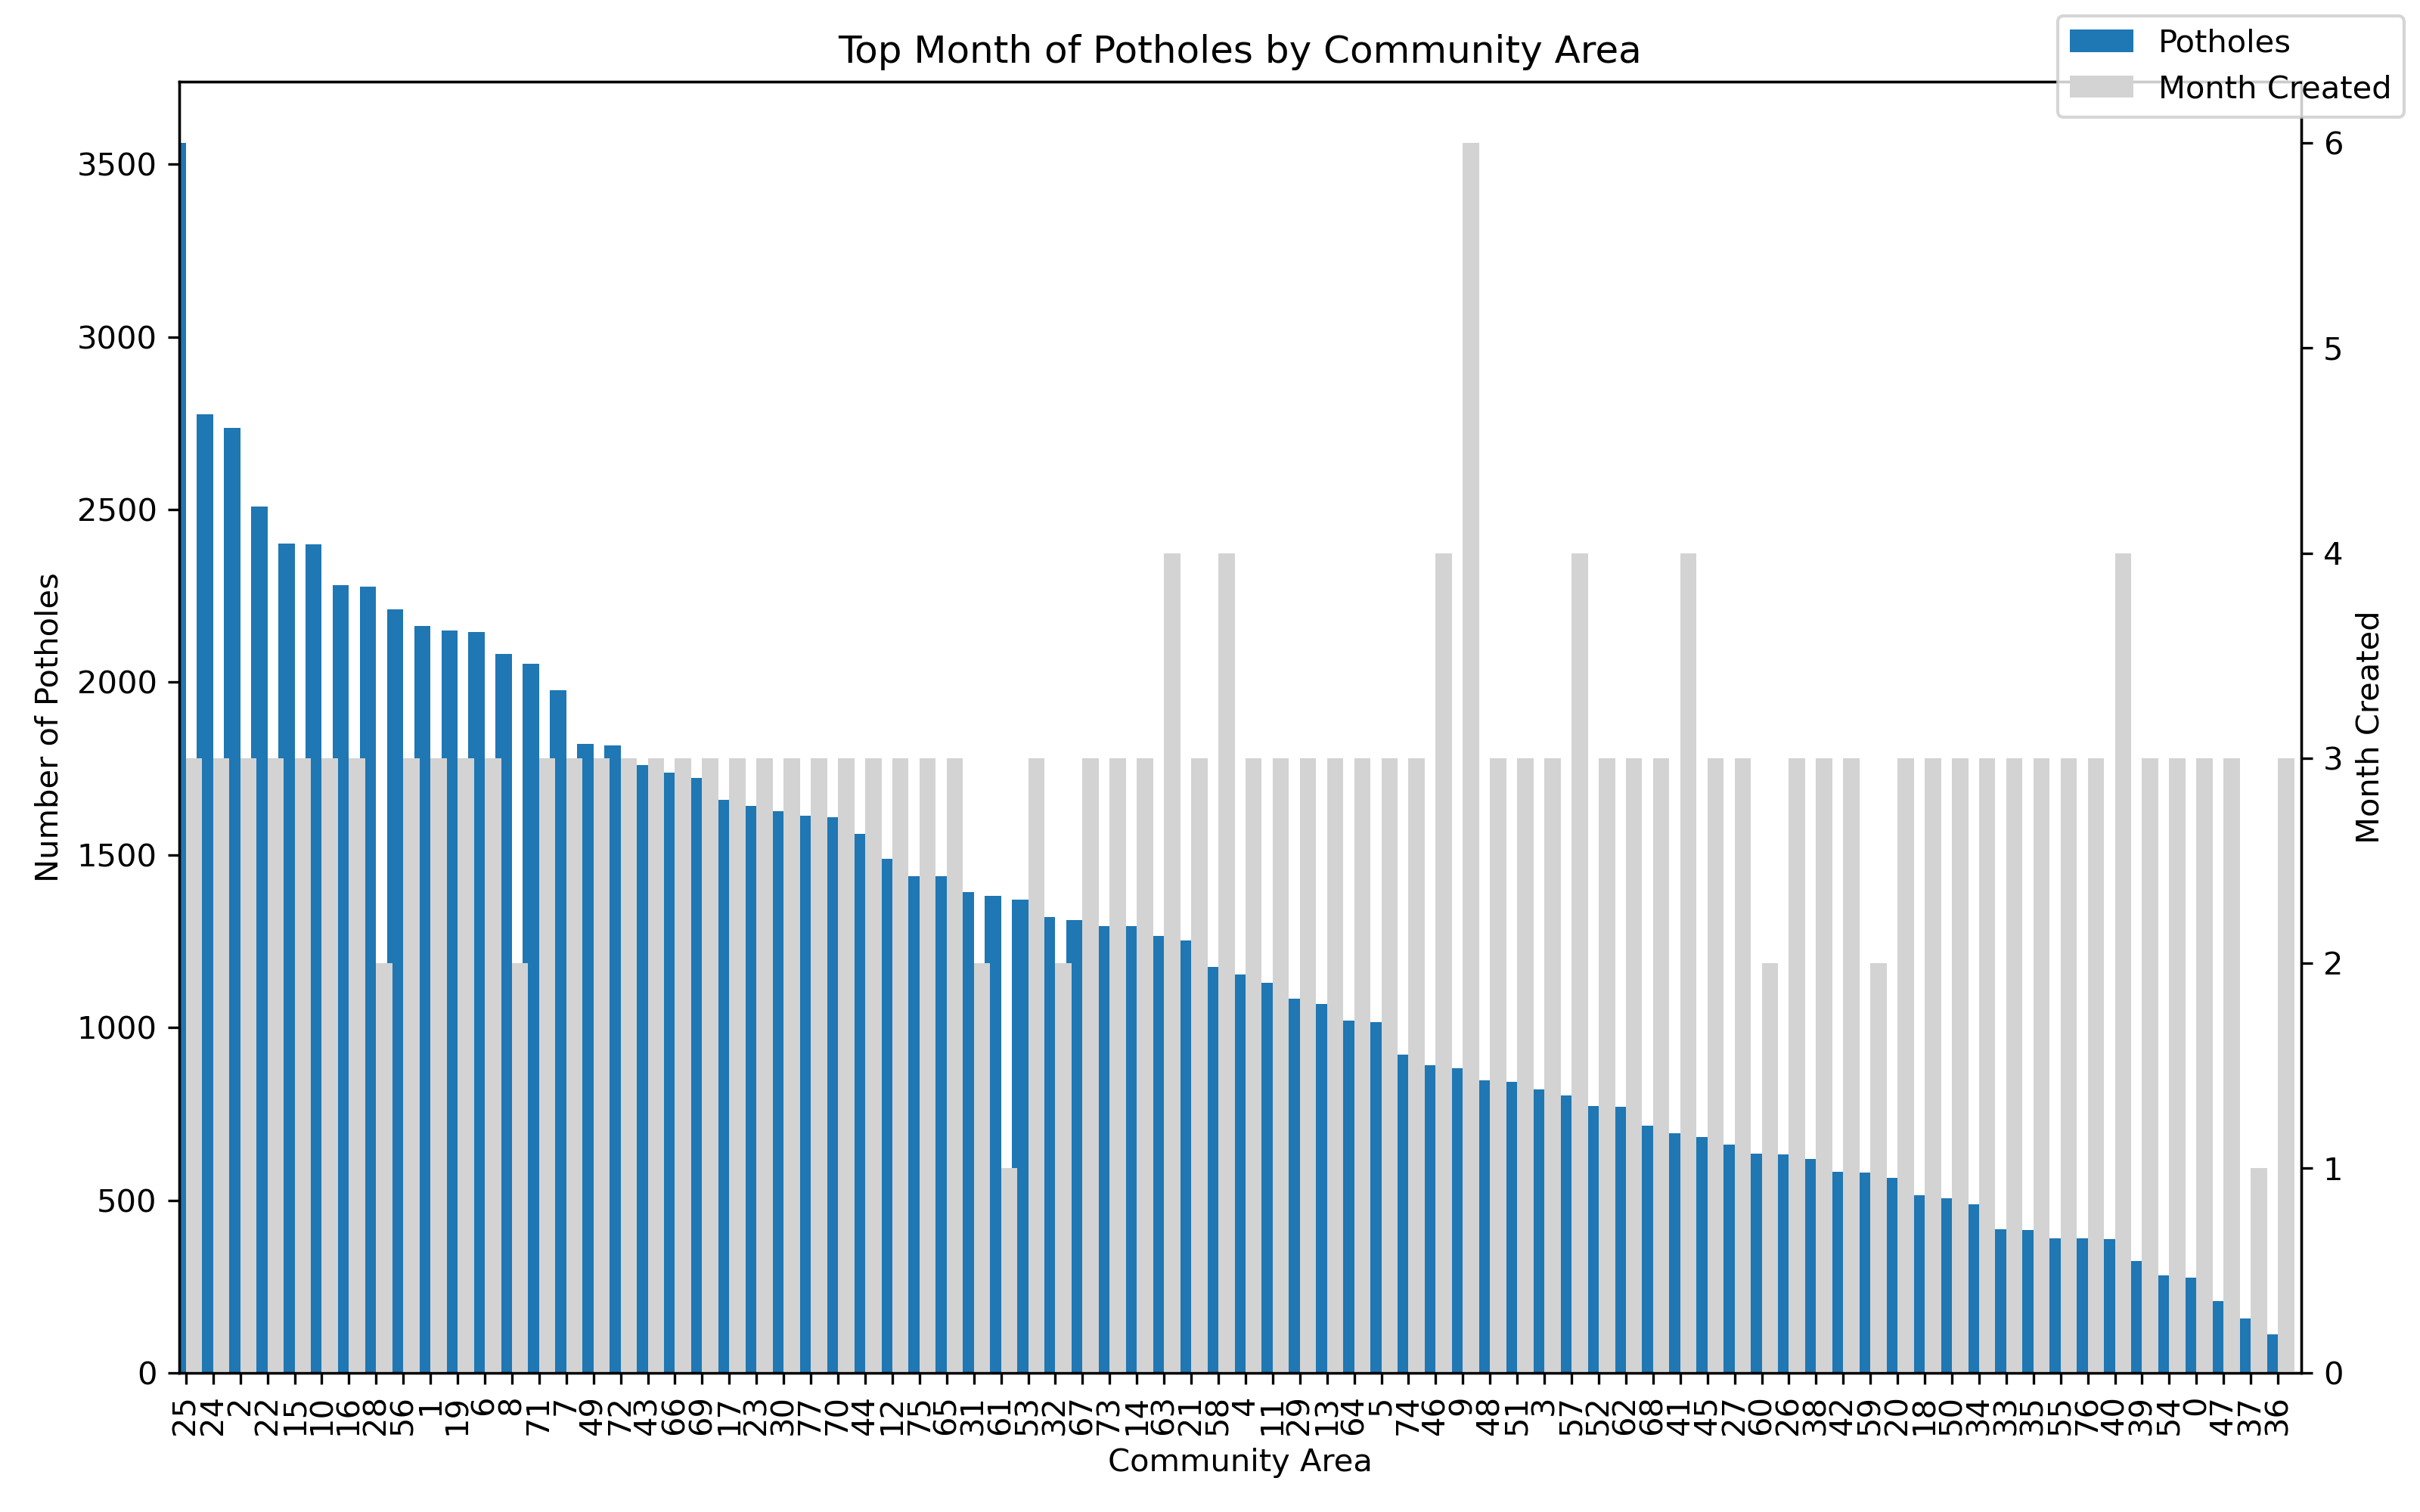 Top Month of Potholes by Community Area
Potholes
Month Created
3500
3000
2500
2000
1500
1000
500
0
6
5
4
3
2
1
0
Number of Potholes
Month Created
25 24 2 22 15 10 16 28 56 1 19 6 8 71 7 49 72 43 66 69 17 23 30 77 70 44 12 75 65 31 61 53 32 67 73 14 63 21 58 4 11 29 13 64 5 74 46 9 48 51 3 57 52 62 68 41 45 27 60 26 38 42 59 20 18 50 34 33 35 55 76 40 39 54 0 47 37 36
Community Area